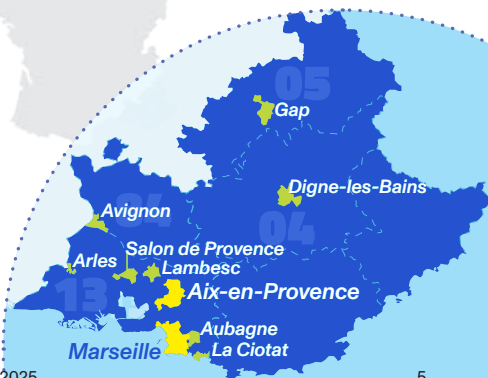 05
Gap
Digne-les-Bains
84
Avignon
04
Salon de Provence
Arles
Lambesc
13
Aix-en-Provence
Aubagne
Marseille
La Ciotat
2025
5